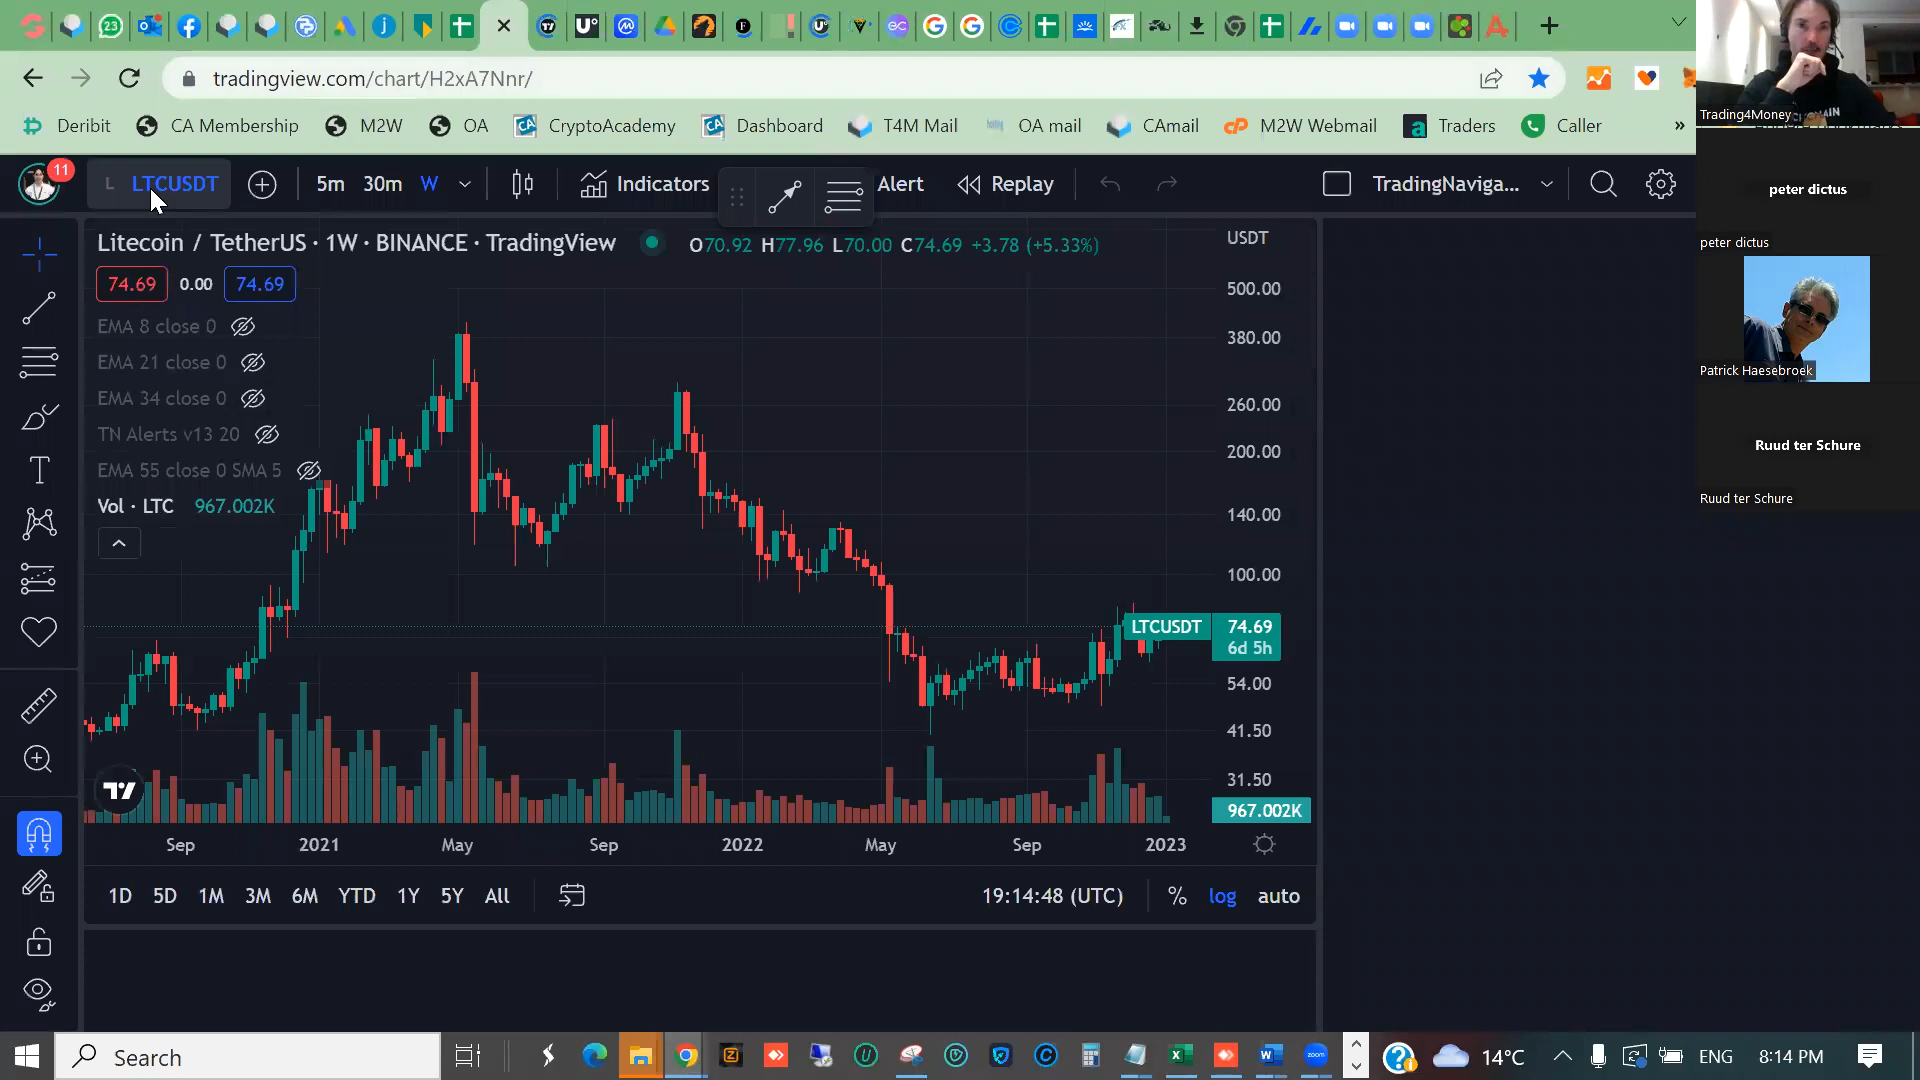 23
tradingview.com/chart/H2xA7Nnr/
Deribit
CA Membership
M2W
OA
CryptoAcademy
Dashboard
T4M Mail
OA mail
CAmail
M2W Webmail
Traders
Caller
»
11
L LTCUSDT
5m 30m W
Indicators
Alert
Replay
TradingNaviga...
Litecoin / TetherUS · 1W · BINANCE · TradingView
O70.92 H77.96 L70.00 C74.69 +3.78 (+5.33%)
USDT
74.69 0.00 74.69
EMA 8 close 0
EMA 21 close 0
EMA 34 close 0
TN Alerts v13 20
EMA 55 close 0 SMA 5
Vol · LTC 967.002K
500.00
380.00
260.00
200.00
140.00
100.00
LTCUSDT 74.69
6d 5h
54.00
41.50
31.50
967.002K
Sep 2021 May Sep 2022 May Sep 2023
1D 5D 1M 3M 6M YTD 1Y 5Y All
19:14:48 (UTC) % log auto
Trading4Money
peter dictus
peter dictus
Patrick Haesebroek
Ruud ter Schure
Ruud ter Schure
Search
14°C
ENG
8:14 PM